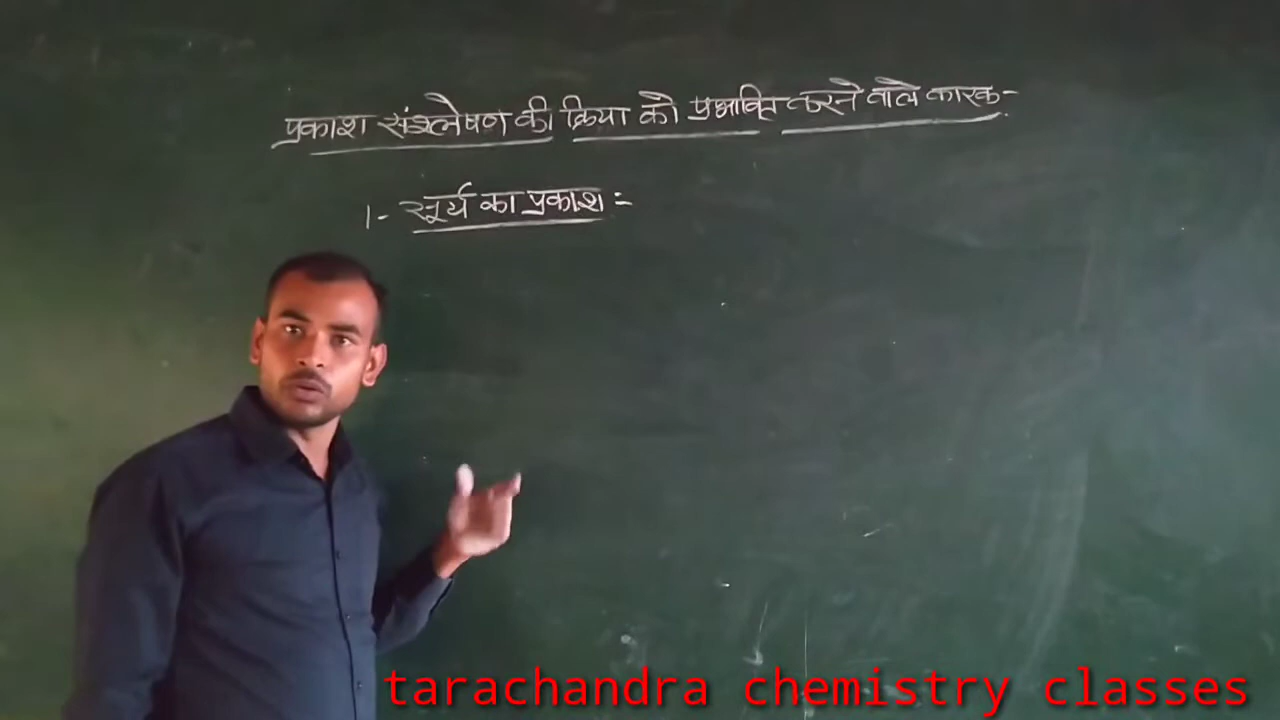 प्रकाश संश्लेषण की क्रिया को प्रभावित करने वाले कारक-
1- सूर्य का प्रकाश :-
tarachandra chemistry classes